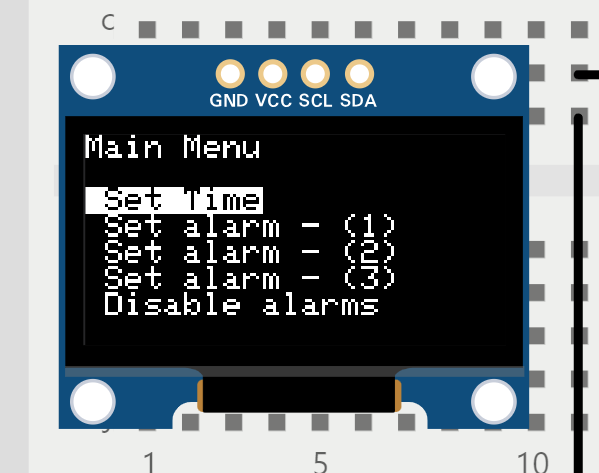 C
GND VCC SCL SDA
Main Menu
Set Time
Set alarm - (1)
Set alarm - (2)
Set alarm - (3)
Disable alarms
1 5 10